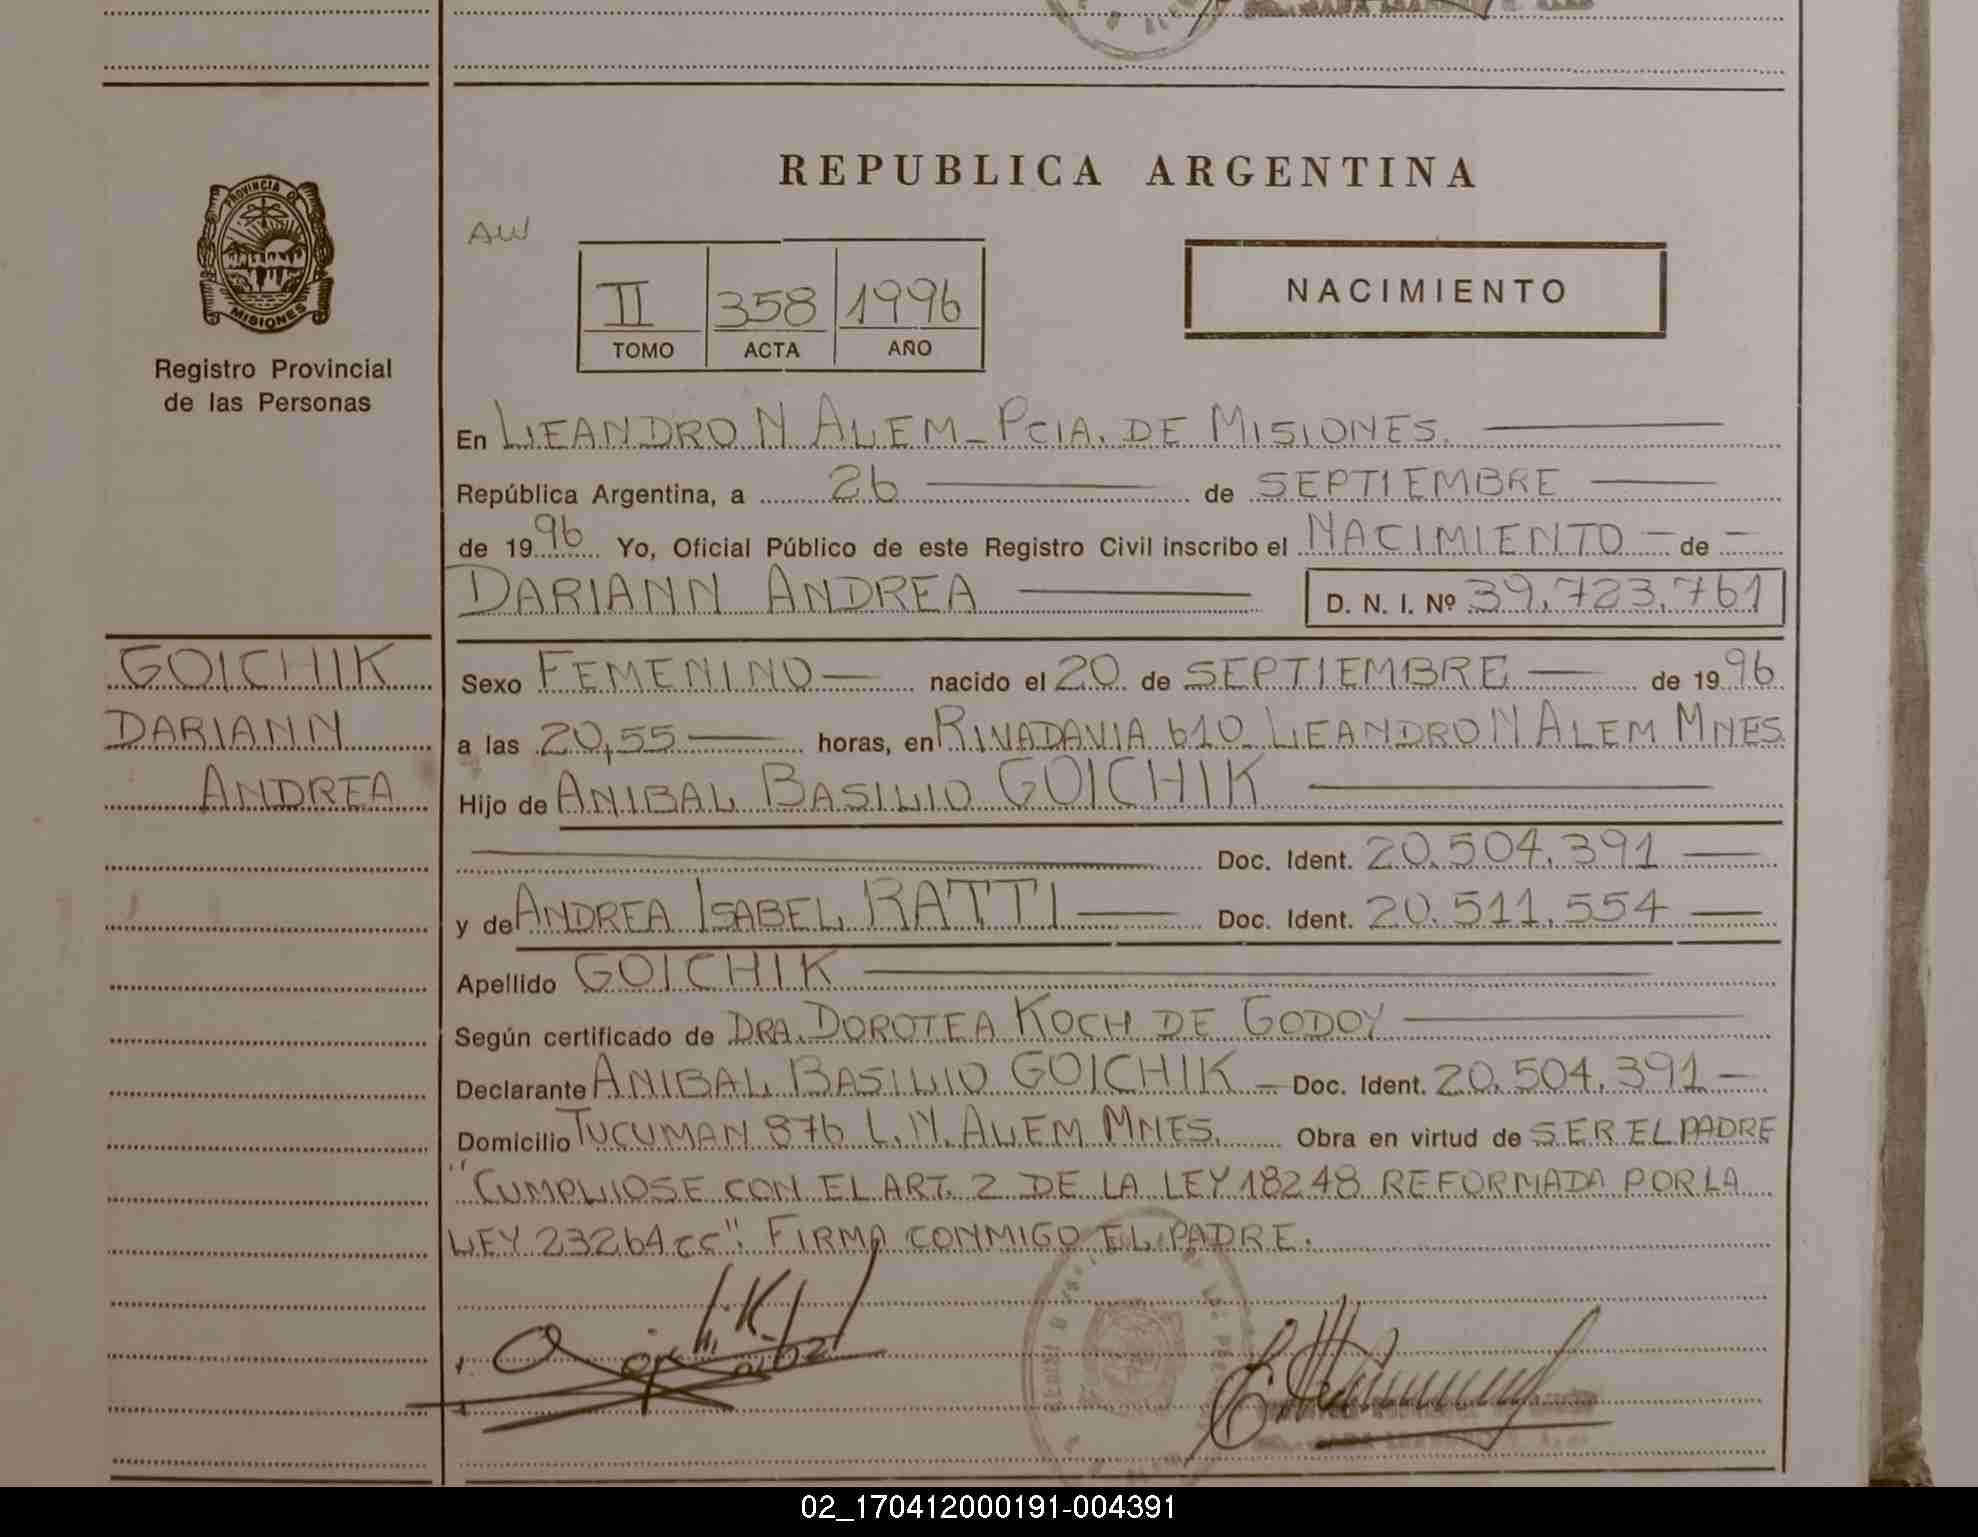 REPUBLICA ARGENTINA
PROVINCIA DE
MISIONES
Registro Provincial
de las Personas
AW
II 358 1996
TOMO ACTA AÑO
NACIMIENTO
En LEANDRO N ALEM - PCIA. DE MISIONES.
República Argentina, a 26 de SEPTIEMBRE
de 1996 Yo, Oficial Público de este Registro Civil inscribo el NACIMIENTO - de -
DARIANN ANDREA D. N. I. Nº 39.723.761
GOICHIK
DARIANN
ANDREA
Sexo FEMENINO nacido el 20 de SEPTIEMBRE de 1996
a las 20,55 horas, en RIVADAVIA 610 LEANDRO N ALEM MNES
Hijo de ANIBAL BASILIO GOICHIK
Doc. Ident. 20.504.391
y de ANDREA ISABEL RATTI Doc. Ident. 20.511.554
Apellido GOICHIK
Según certificado de DRA. DOROTEA KOCH DE GODOY
Declarante ANIBAL BASILIO GOICHIK - Doc. Ident. 20.504.391
Domicilio TUCUMAN 876 L. N. ALEM MNES. Obra en virtud de SER EL PADRE
"CUMPLIOSE CON EL ART. 2 DE LA LEY 18248 REFORMADA POR LA
LEY 23264 CC". FIRMA CONMIGO EL PADRE.
02_170412000191-004391